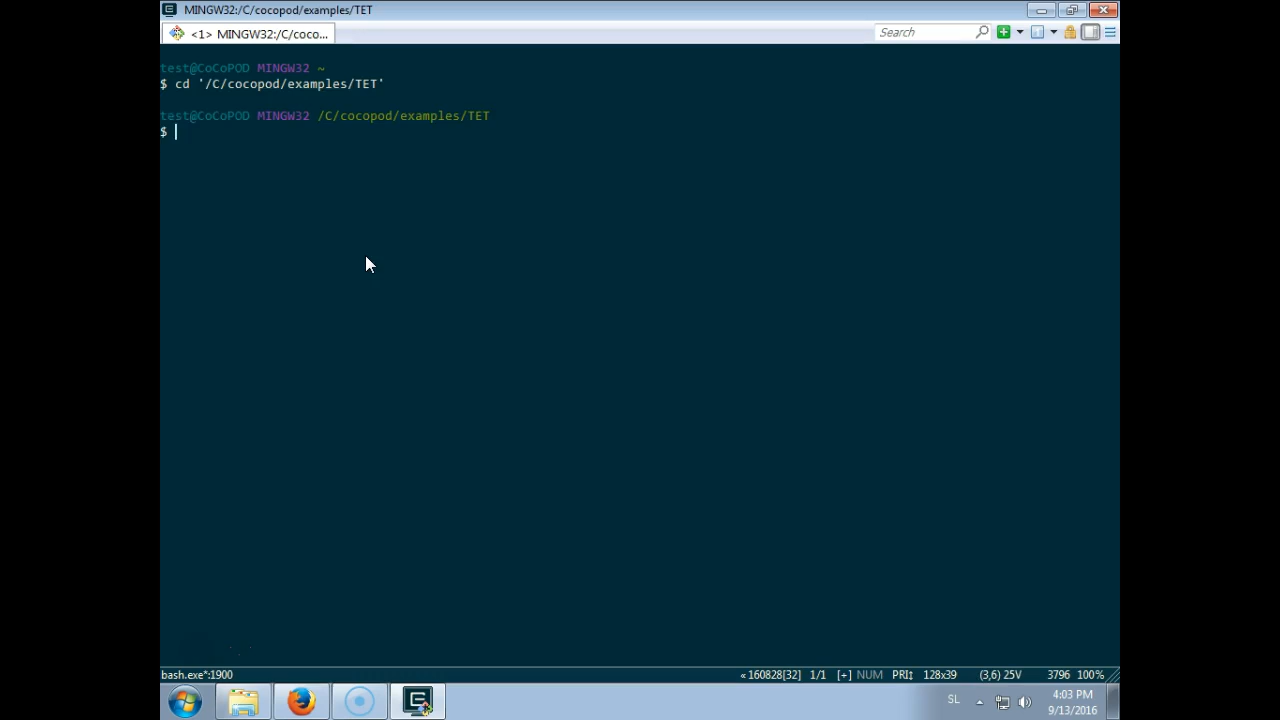 MINGW32:/C/cocopod/examples/TET
<1> MINGW32:/C/coco...
Search
test@CoCoPOD MINGW32 ~
$ cd '/C/cocopod/examples/TET'
test@CoCoPOD MINGW32 /C/cocopod/examples/TET
$
bash.exe*:1900
« 160828[32] 1/1 [+] NUM PRI↕ 128x39 (3,6) 25V 3796 100%
SL
4:03 PM
9/13/2016